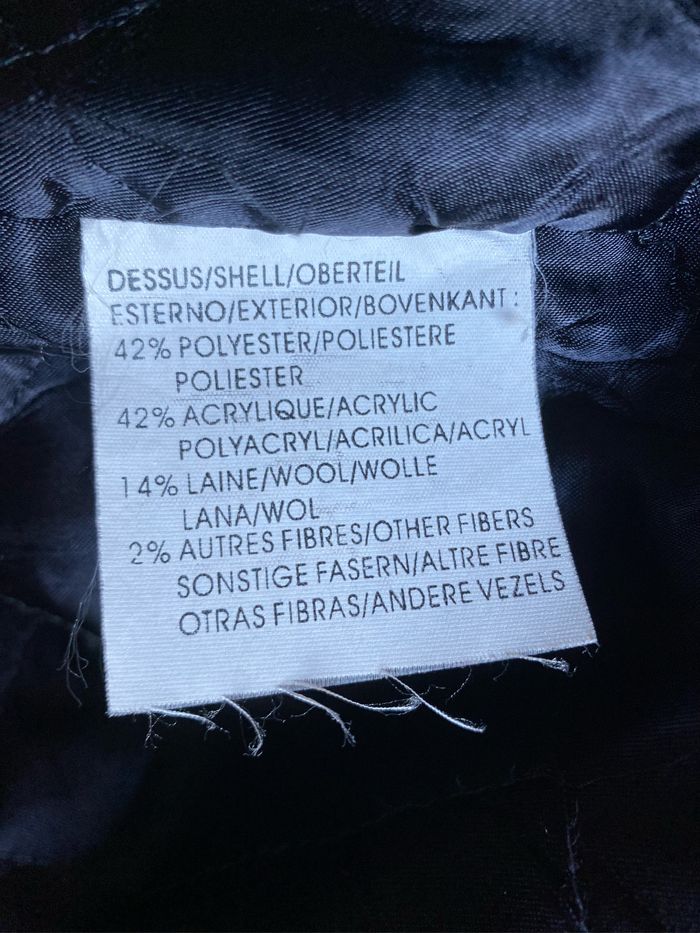 DESSUS/SHELL/OBERTEIL
ESTERNO/EXTERIOR/BOVENKANT:
42% POLYESTER/POLIESTERE
POLIESTER
42% ACRYLIQUE/ACRYLIC
POLYACRYL/ACRILICA/ACRYL
14% LAINE/WOOL/WOLLE
LANA/WOL
2% AUTRES FIBRES/OTHER FIBERS
SONSTIGE FASERN/ALTRE FIBRE
OTRAS FIBRAS/ANDERE VEZELS